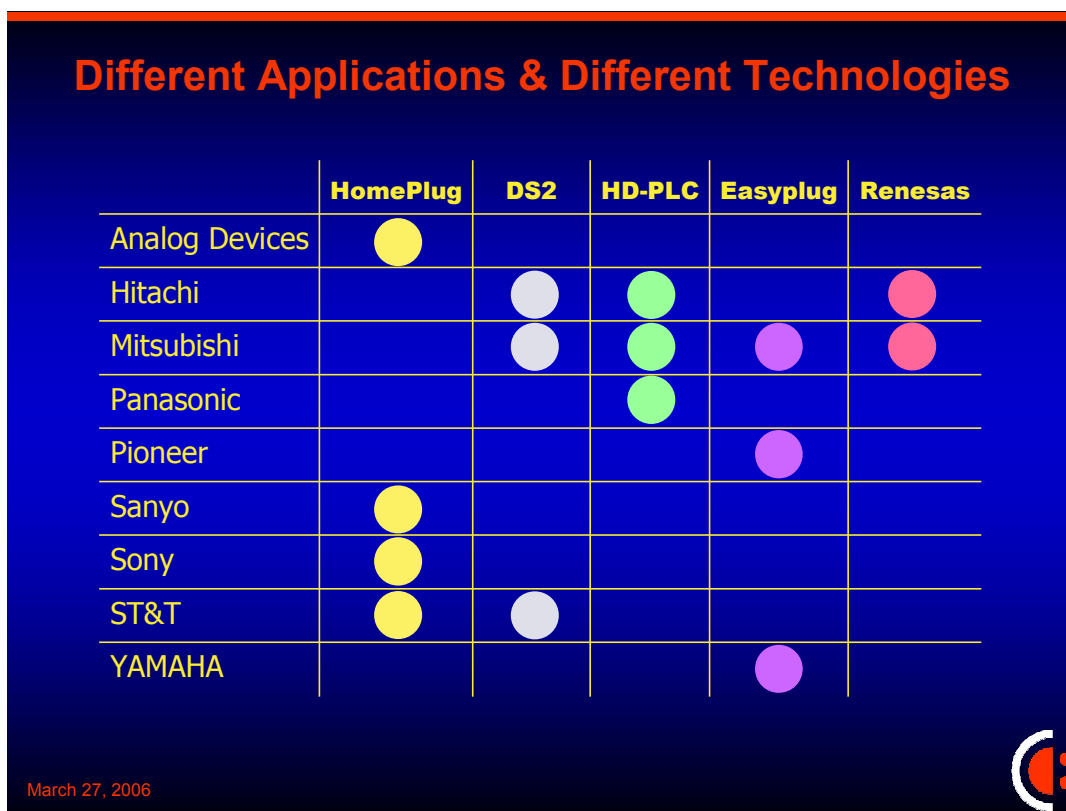 Different Applications & Different Technologies
HomePlug DS2 HD-PLC Easyplug Renesas
Analog Devices
Hitachi
Mitsubishi
Panasonic
Pioneer
Sanyo
Sony
ST&T
YAMAHA
March 27, 2006